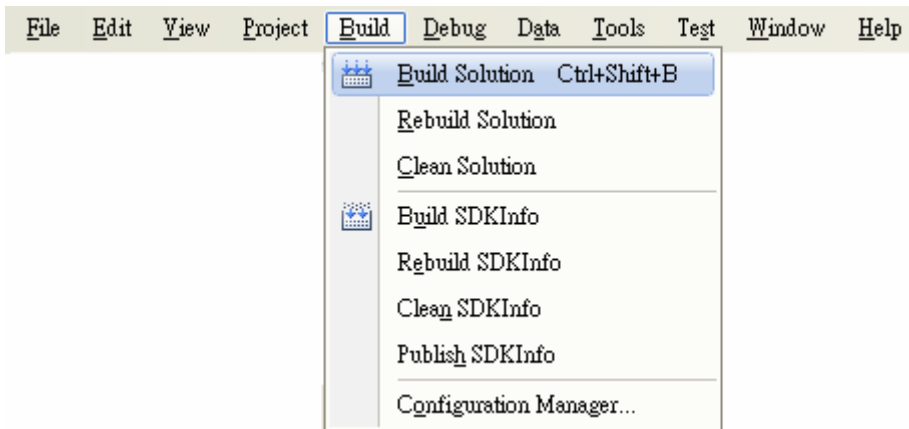 File Edit View Project Build Debug Data Tools Test Window Help
Build Solution Ctrl+Shift+B
Rebuild Solution
Clean Solution
Build SDKInfo
Rebuild SDKInfo
Clean SDKInfo
Publish SDKInfo
Configuration Manager...